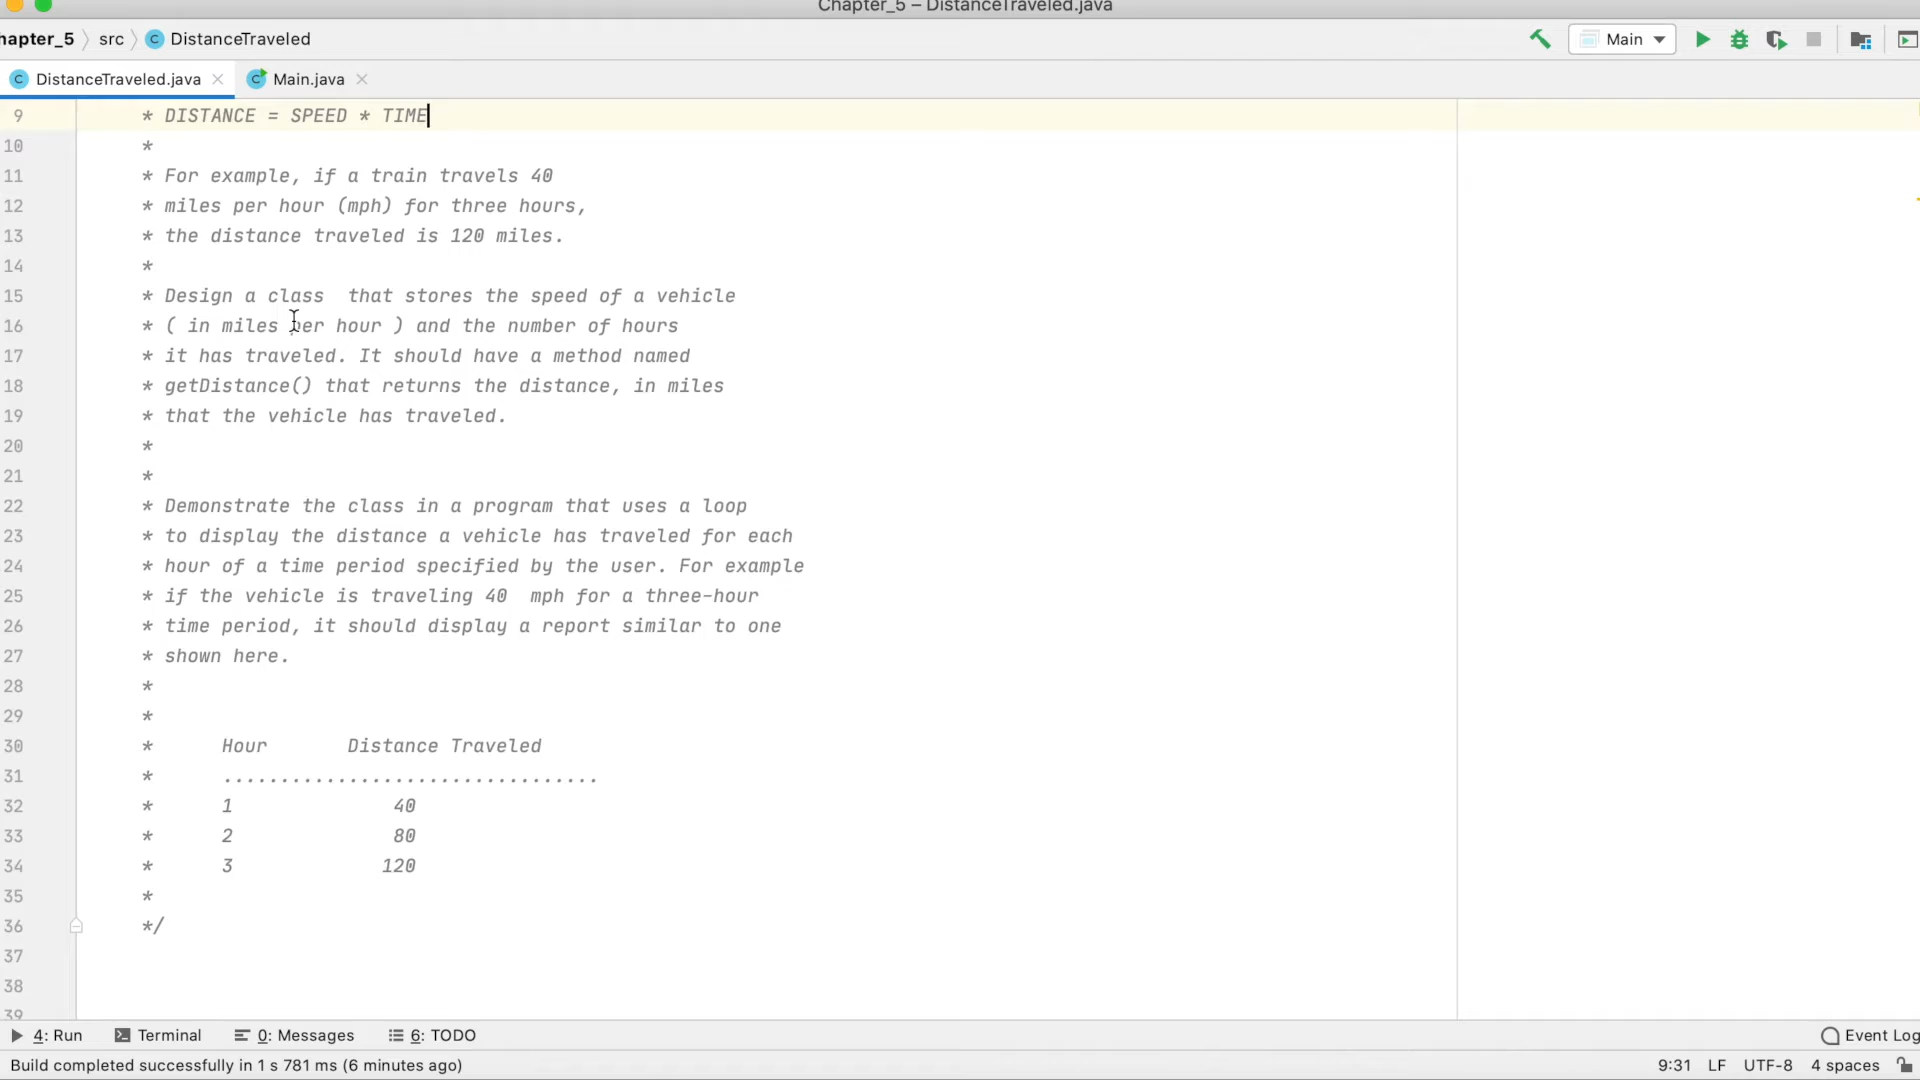 Chapter_5 – DistanceTraveled.java
hapter_5 src DistanceTraveled Main
DistanceTraveled.java Main.java
9 * DISTANCE = SPEED * TIME
10 *
11 * For example, if a train travels 40
12 * miles per hour (mph) for three hours,
13 * the distance traveled is 120 miles.
14 *
15 * Design a class that stores the speed of a vehicle
16 * ( in miles per hour ) and the number of hours
17 * it has traveled. It should have a method named
18 * getDistance() that returns the distance, in miles
19 * that the vehicle has traveled.
20 *
21 *
22 * Demonstrate the class in a program that uses a loop
23 * to display the distance a vehicle has traveled for each
24 * hour of a time period specified by the user. For example
25 * if the vehicle is traveling 40 mph for a three-hour
26 * time period, it should display a report similar to one
27 * shown here.
28 *
29 *
30 * Hour Distance Traveled
31 * .................................
32 * 1 40
33 * 2 80
34 * 3 120
35 *
36 */
37
38
39
4: Run Terminal 0: Messages 6: TODO Event Log
Build completed successfully in 1 s 781 ms (6 minutes ago) 9:31 LF UTF-8 4 spaces